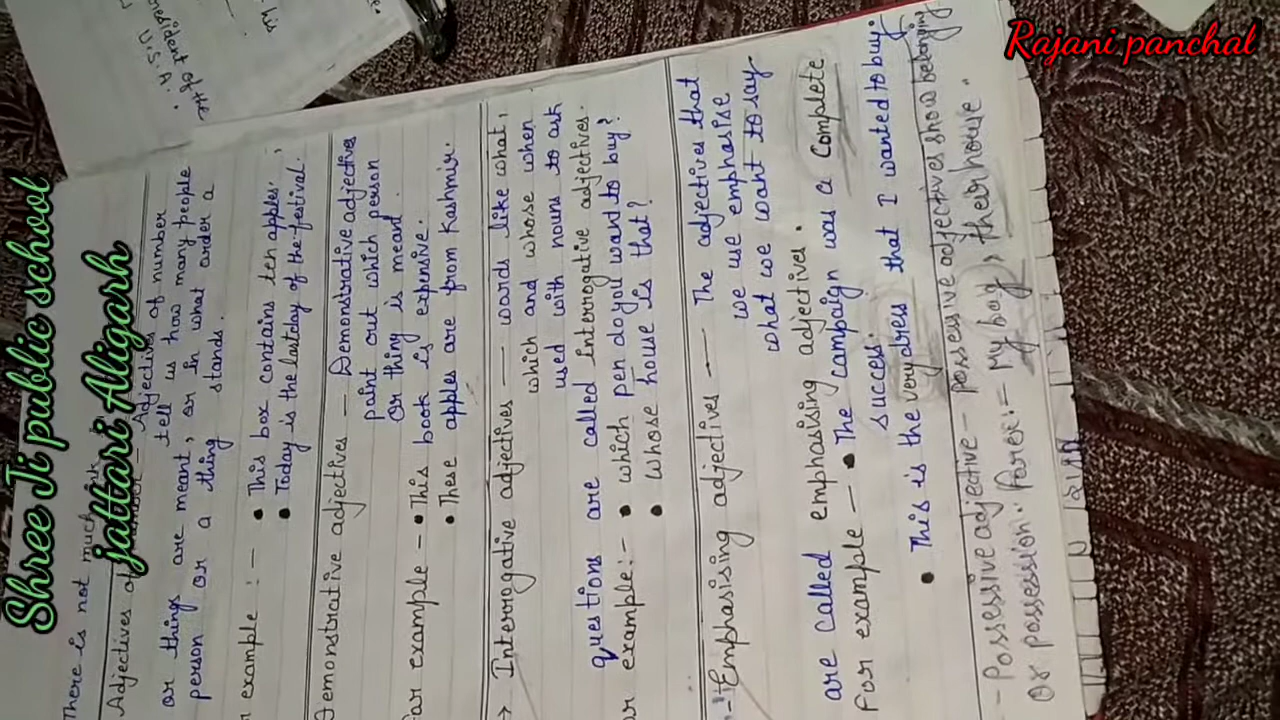 Rajani panchal
Shree Ji public school
jattari Aligarh
U.S.A.
There is not much ink
Adjectives of number - Adjectives of number
tell us how many people
or things are meant, or in what order a
person or a thing stands.
example :- • This box contains ten apples.
• Today is the last day of the festival.
Demonstrative adjectives - Demonstrative adjectives
point out which person
or thing is meant.
for example - • This book is expensive.
• These apples are from Kashmir.
→ Interrogative adjectives — words like what,
which and whose when
used with nouns to ask
questions are called interrogative adjectives.
example:- • which pen do you want to buy?
• whose house is that?
- Emphasising adjectives — The adjectives that
we use emphasise
what we want to say
are called emphasising adjectives.
For example — • The campaign was a complete
success.
• This is the very dress that I wanted to buy.
- Possessive adjective - Possessive adjectives show belonging
or possession. For ex:- My bag, their house.